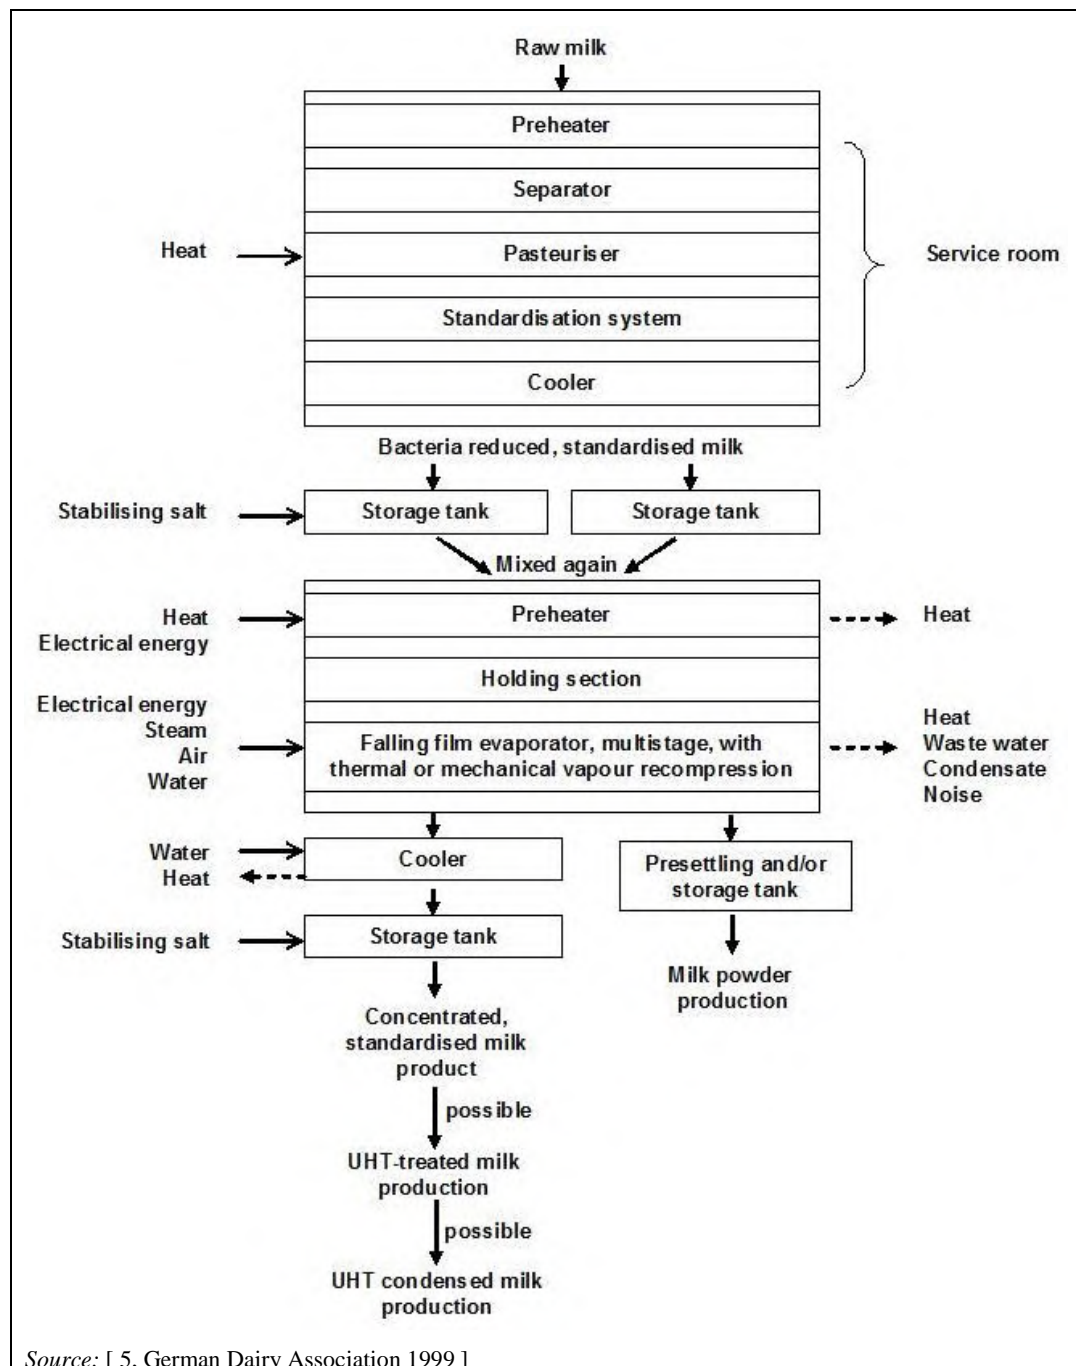 Raw milk
Preheater
Separator
Heat
Pasteuriser
Service room
Standardisation system
Cooler
Bacteria reduced, standardised milk
Stabilising salt
Storage tank
Storage tank
Mixed again
Heat
Electrical energy
Preheater
Heat
Holding section
Electrical energy
Steam
Air
Water
Falling film evaporator, multistage, with
thermal or mechanical vapour recompression
Heat
Waste water
Condensate
Noise
Water
Heat
Cooler
Presettling and/or
storage tank
Stabilising salt
Storage tank
Milk powder
production
Concentrated,
standardised milk
product
possible
UHT-treated milk
production
possible
UHT condensed milk
production
Source: [ 5, German Dairy Association 1999 ]